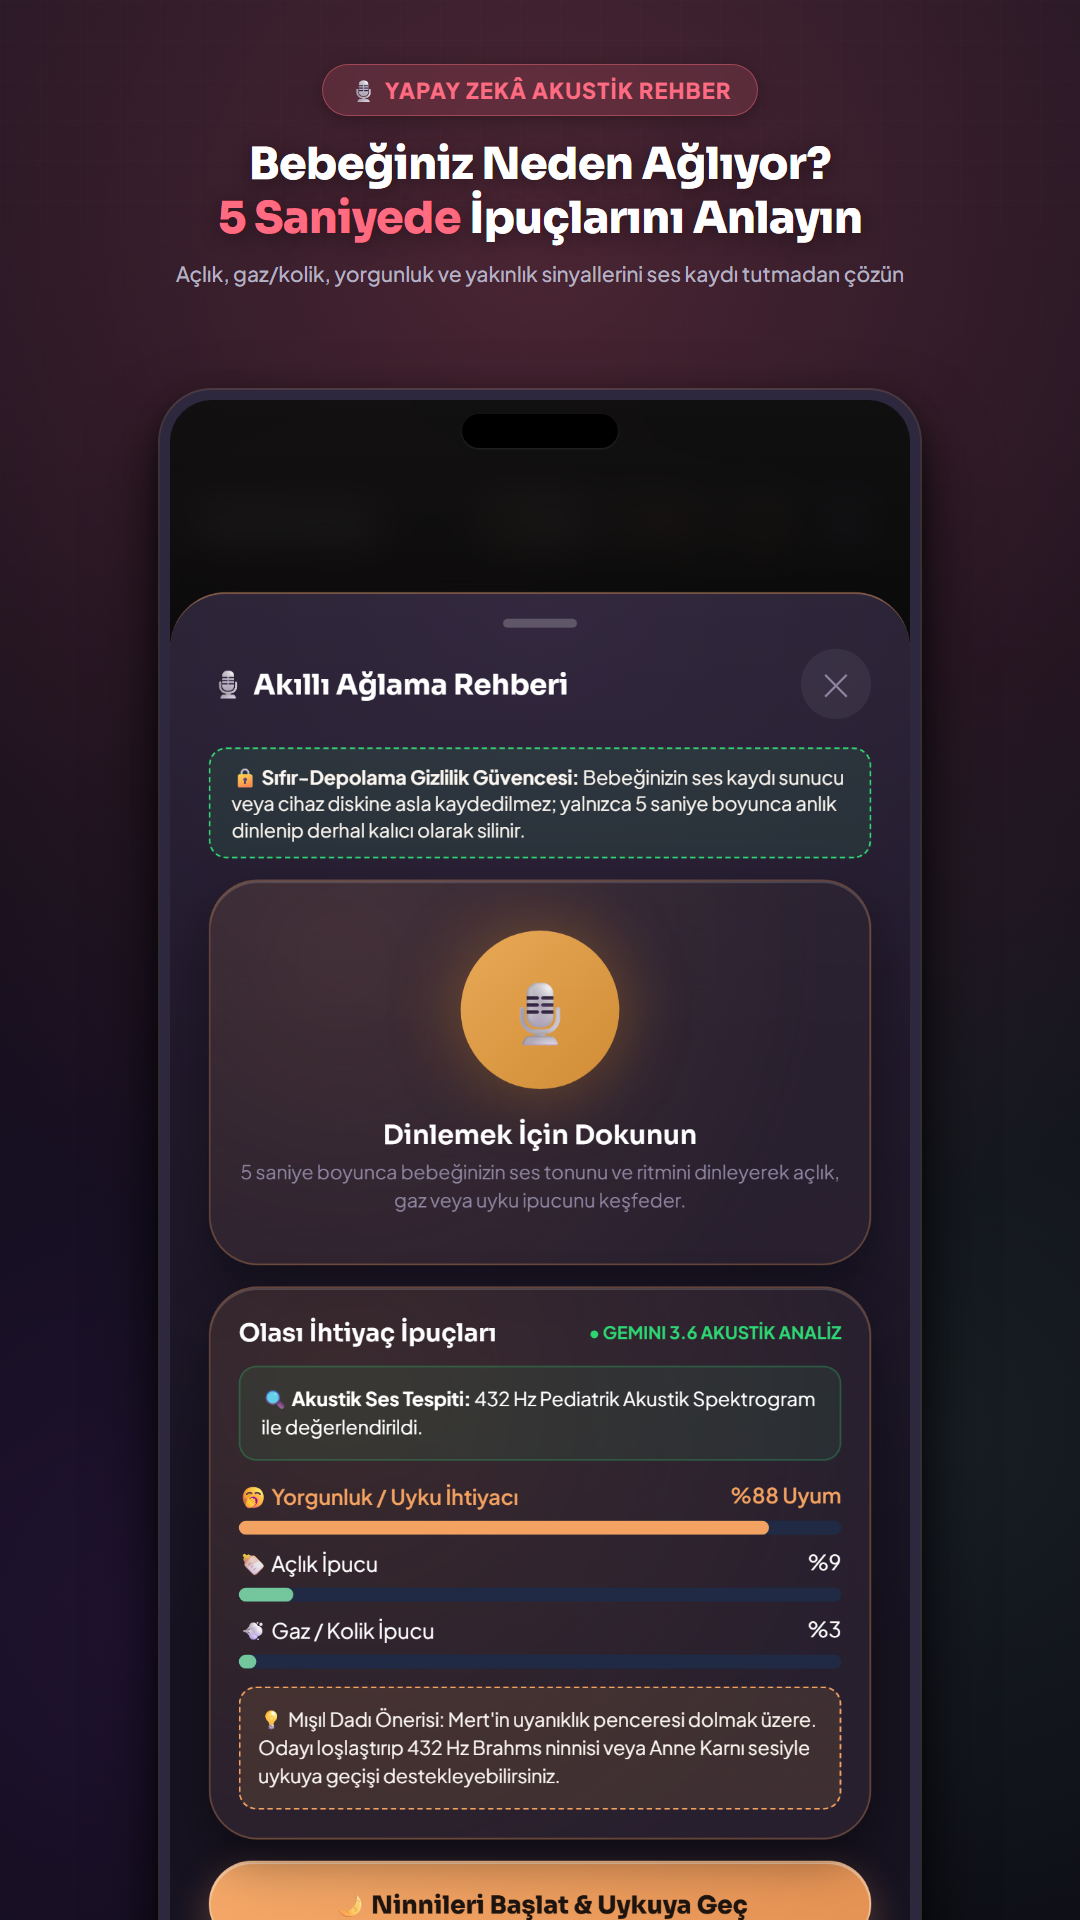 YAPAY ZEKÂ AKUSTİK REHBER
Bebeğiniz Neden Ağlıyor?
5 Saniyede İpuçlarını Anlayın
Açlık, gaz/kolik, yorgunluk ve yakınlık sinyallerini ses kaydı tutmadan çözün
Akıllı Ağlama Rehberi
Sıfır-Depolama Gizlilik Güvencesi: Bebeğinizin ses kaydı sunucu
veya cihaz diskine asla kaydedilmez; yalnızca 5 saniye boyunca anlık
dinlenip derhal kalıcı olarak silinir.
Dinlemek İçin Dokunun
5 saniye boyunca bebeğinizin ses tonunu ve ritmini dinleyerek açlık,
gaz veya uyku ipucunu keşfeder.
Olası İhtiyaç İpuçları
● GEMINI 3.6 AKUSTİK ANALİZ
Akustik Ses Tespiti: 432 Hz Pediatrik Akustik Spektrogram
ile değerlendirildi.
Yorgunluk / Uyku İhtiyacı
%88 Uyum
Açlık İpucu
%9
Gaz / Kolik İpucu
%3
Mışıl Dadı Önerisi: Mert'in uyanıklık penceresi dolmak üzere.
Odayı loşlaştırıp 432 Hz Brahms ninnisi veya Anne Karnı sesiyle
uykuya geçişi destekleyebilirsiniz.
Ninnileri Başlat & Uykuya Geç